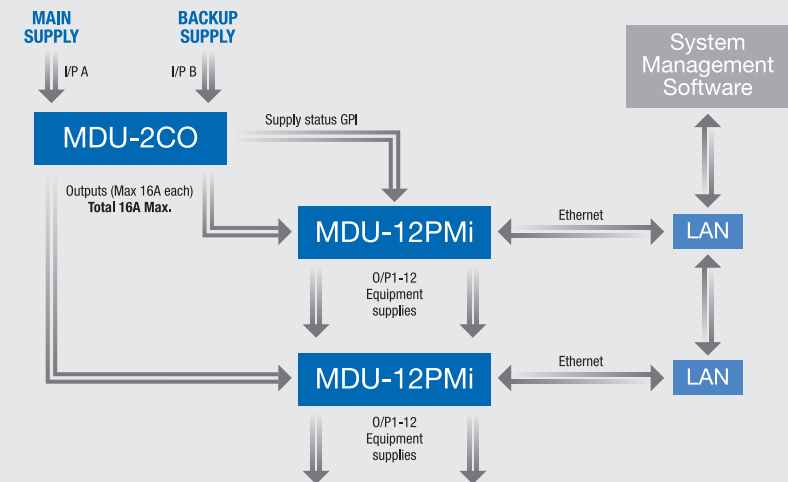 MAIN
SUPPLY
BACKUP
SUPPLY
I/P A
I/P B
System
Management
Software
MDU-2CO
Supply status GPI
Outputs (Max 16A each)
Total 16A Max.
MDU-12PMi
Ethernet
LAN
O/P1-12
Equipment
supplies
MDU-12PMi
Ethernet
LAN
O/P1-12
Equipment
supplies